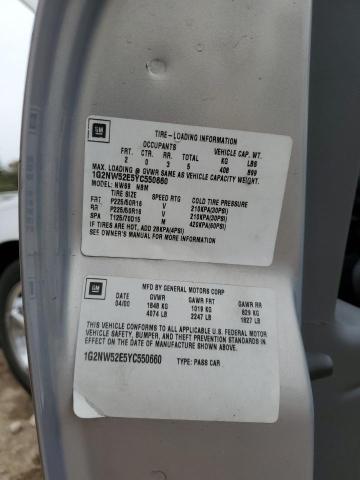 GM
TIRE-LOADING INFORMATION
OCCUPANTS VEHICLE CAP. WT.
FRT. CTR. RR. TOTAL KG LBS
2 0 3 5 408 899
MAX. LOADING @ GVWR SAME AS VEHICLE CAPACITY WEIGHT.
1G2NW52E5YC550660
MODEL: NW69 NBM
TIRE SIZE SPEED RTG COLD TIRE PRESSURE
FRT P225/50R16 V 210KPA(30PSI)
RR P225/50R16 V 210KPA(30PSI)
SPA T125/70D15 M 420KPA(60PSI)
IF TIRES ARE HOT, ADD 28KPA(4PSI)
SEE OWNER'S MANUAL FOR MORE INFORMATION
GM
MFD BY GENERAL MOTORS CORP
DATE GVWR GAWR FRT GAWR RR
04/00 1848 KG 1019 KG 829 KG
4074 LB 2247 LB 1827 LB
THIS VEHICLE CONFORMS TO ALL APPLICABLE U.S. FEDERAL MOTOR
VEHICLE SAFETY, BUMPER, AND THEFT PREVENTION STANDARDS
IN EFFECT ON THE DATE OF MANUFACTURE SHOWN ABOVE.
1G2NW52E5YC550660 TYPE: PASS CAR